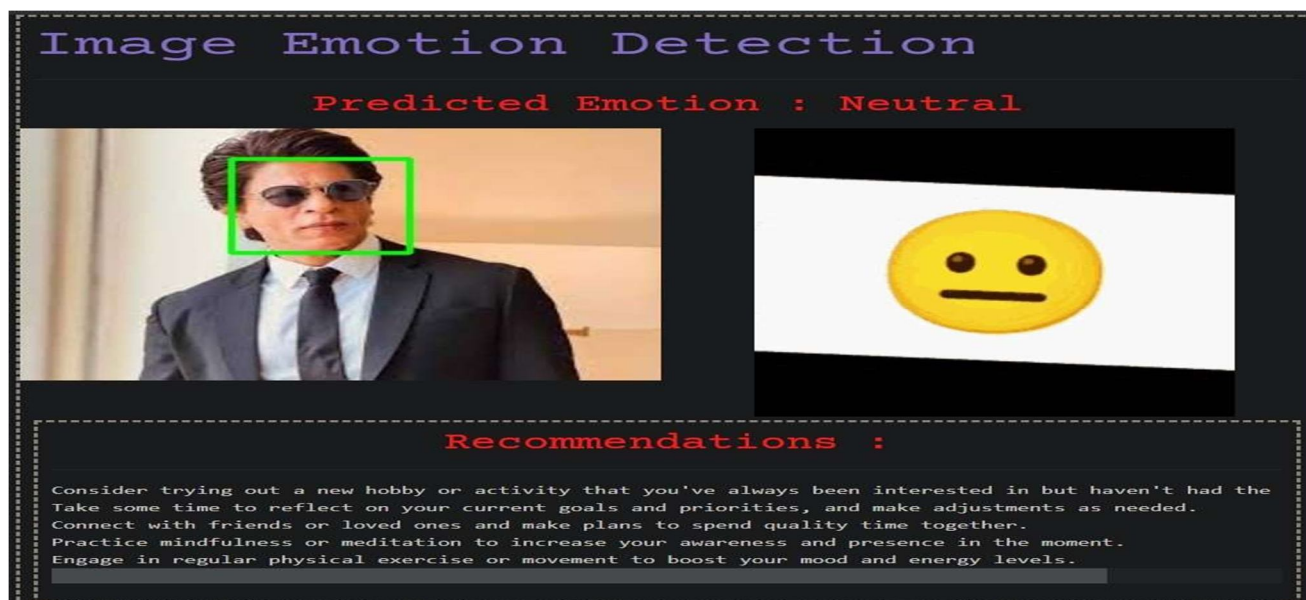 Image Emotion Detection
Predicted Emotion : Neutral
Recommendations :
Consider trying out a new hobby or activity that you've always been interested in but haven't had the
Take some time to reflect on your current goals and priorities, and make adjustments as needed.
Connect with friends or loved ones and make plans to spend quality time together.
Practice mindfulness or meditation to increase your awareness and presence in the moment.
Engage in regular physical exercise or movement to boost your mood and energy levels.